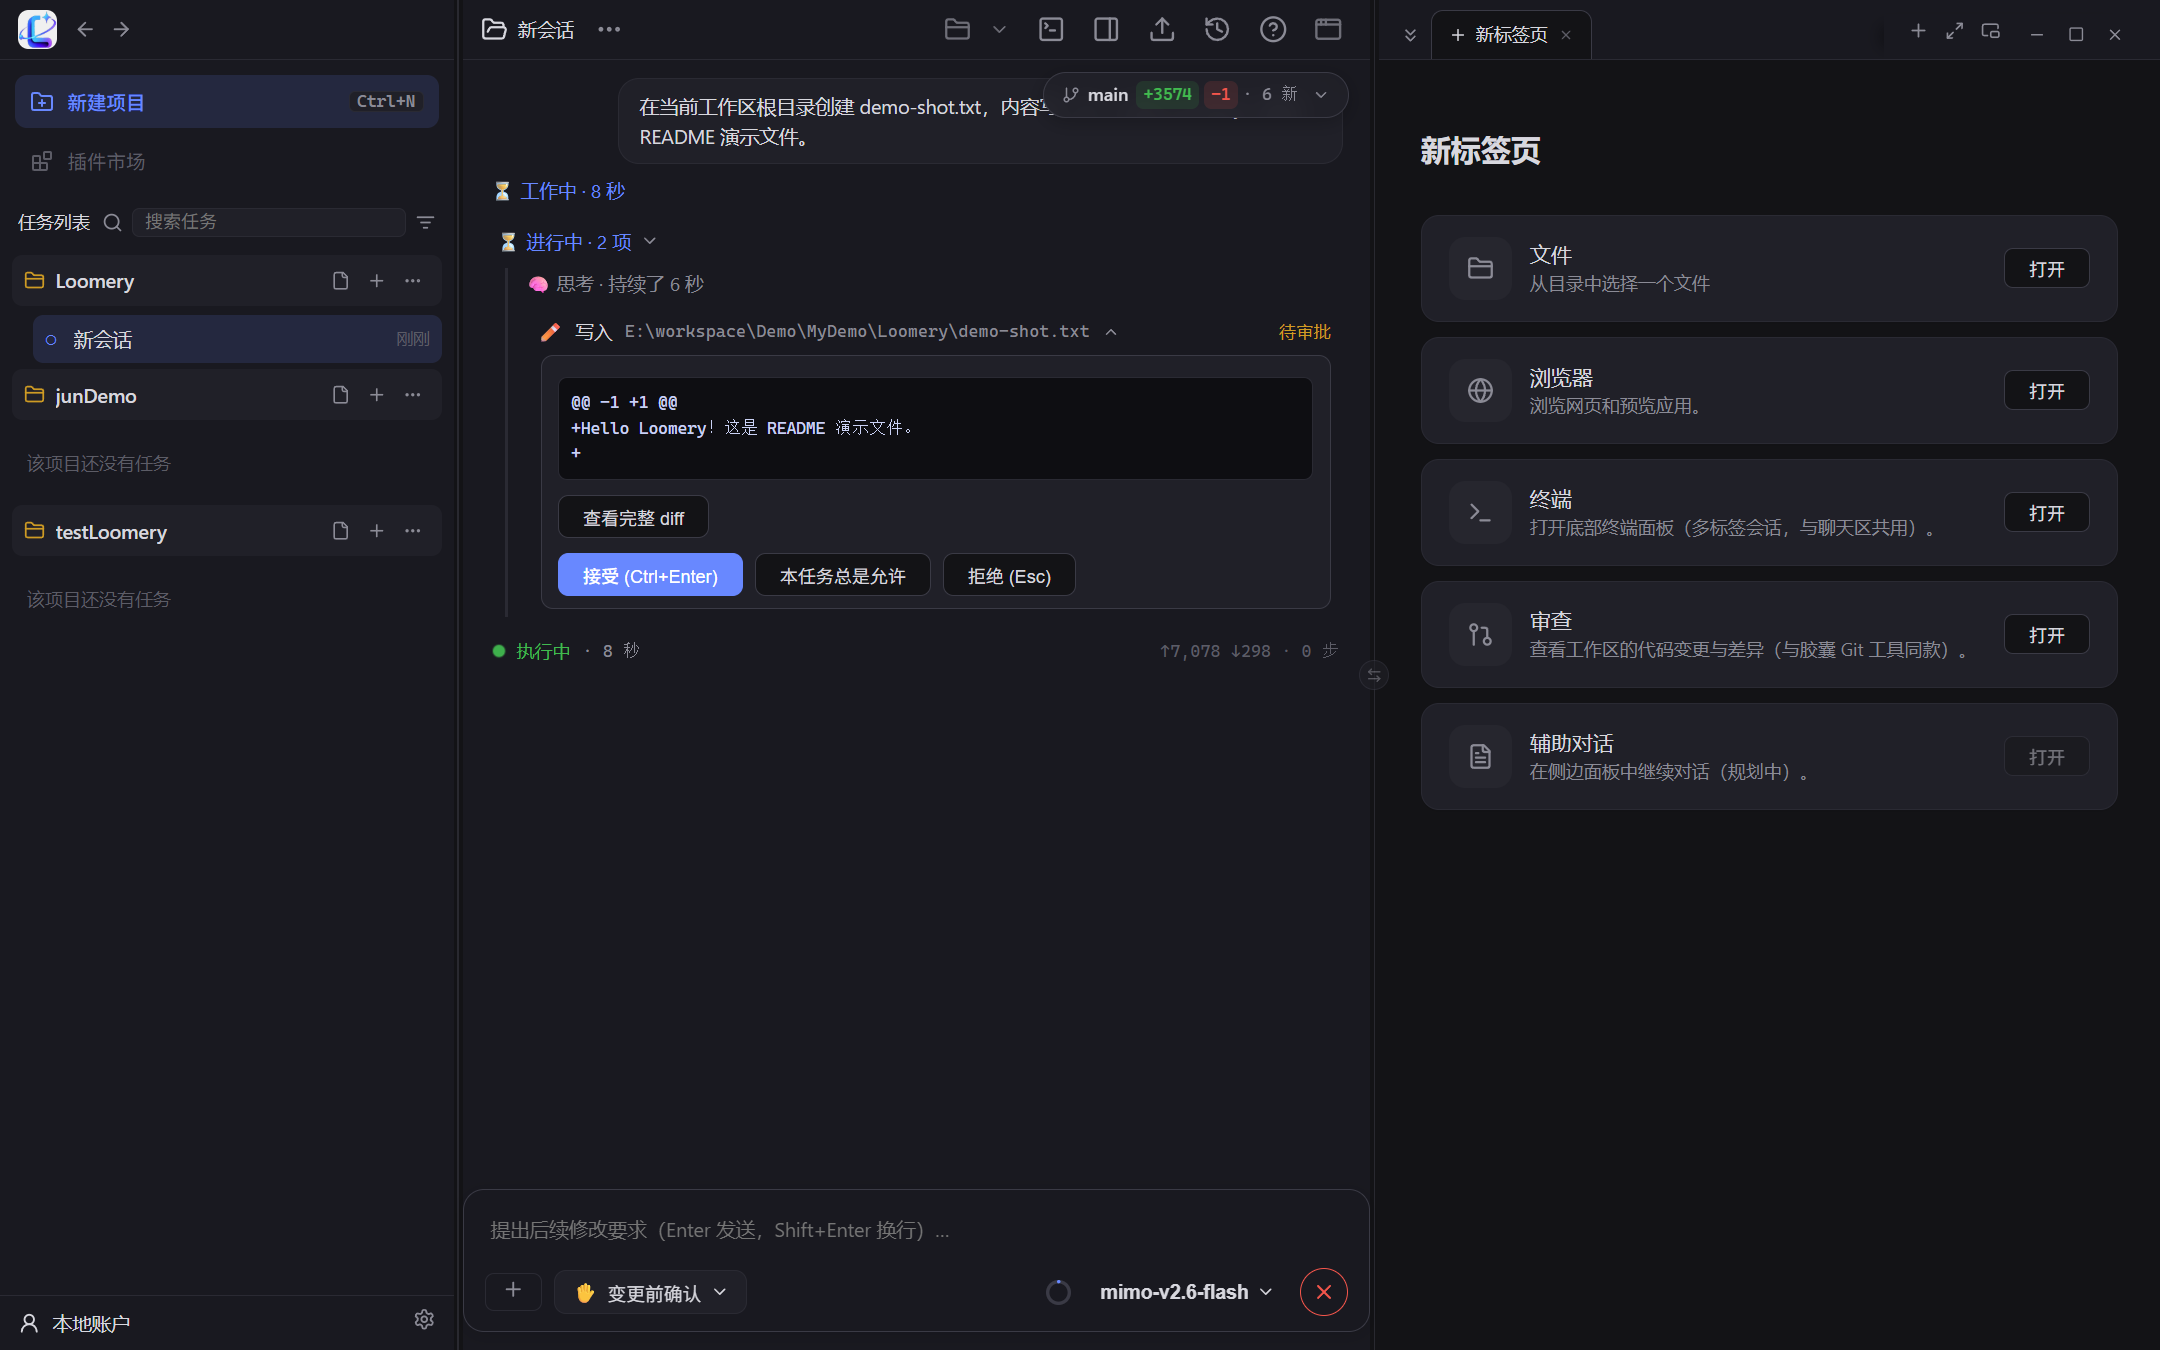 新建项目 Ctrl+N
插件市场
任务列表 搜索任务
Loomery
新会话 刚刚
junDemo
该项目还没有任务
testLoomery
该项目还没有任务
本地账户
新会话
在当前工作区根目录创建 demo-shot.txt，内容
README 演示文件。
main +3574 −1 · 6 新
⏳ 工作中 · 8 秒
⏳ 进行中 · 2 项
🧠 思考 · 持续了 6 秒
写入 E:\workspace\Demo\MyDemo\Loomery\demo-shot.txt 待审批
@@ -1 +1 @@
+Hello Loomery! 这是 README 演示文件。
+
查看完整 diff
接受 (Ctrl+Enter) 本任务总是允许 拒绝 (Esc)
执行中 · 8 秒 ↑7,078 ↓298 · 0 步
提出后续修改要求（Enter 发送，Shift+Enter 换行）...
变更前确认 mimo-v2.6-flash
新标签页
新标签页
文件
从目录中选择一个文件
打开
浏览器
浏览网页和预览应用。
打开
终端
打开底部终端面板（多标签会话，与聊天区共用）。
打开
审查
查看工作区的代码变更与差异（与胶囊 Git 工具同款）。
打开
辅助对话
在侧边面板中继续对话（规划中）。
打开